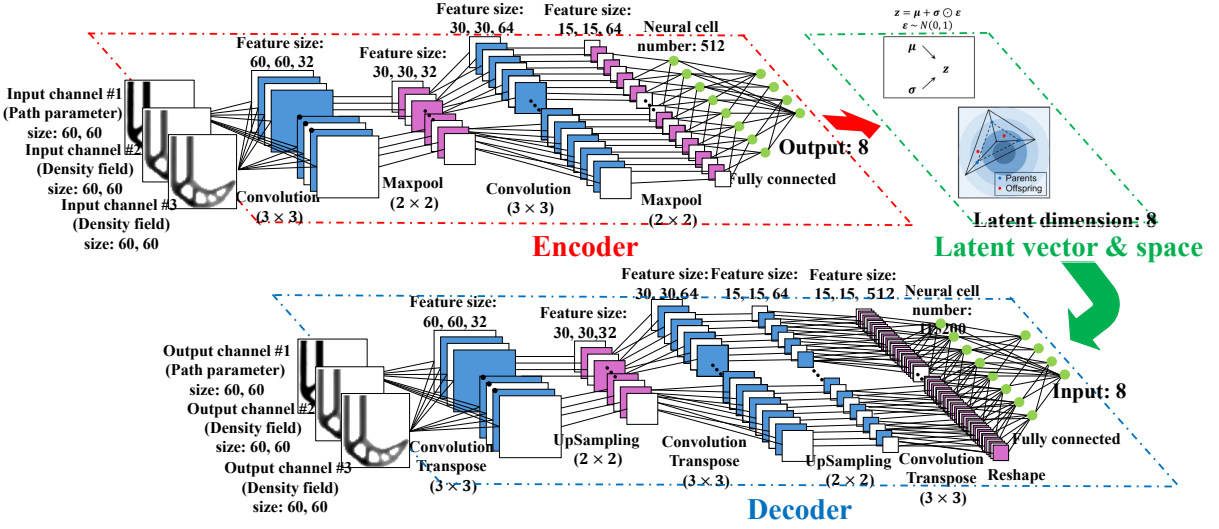 Input channel #1
(Path parameter)
size: 60, 60
Input channel #2
(Density field)
size: 60, 60
Input channel #3
(Density field)
size: 60, 60
Feature size:
60, 60, 32
Convolution
(3 × 3)
Feature size:
30, 30, 32
Maxpool
(2 × 2)
Feature size:
30, 30, 64
Convolution
(3 × 3)
Feature size:
15, 15, 64
Maxpool
(2 × 2)
Neural cell
number: 512
Fully connected
Output: 8
Encoder
z = μ + σ ⊙ ε
ε ~ N(0, 1)
μ
z
σ
Parents
Offspring
Latent dimension: 8
Latent vector & space
Output channel #1
(Path parameter)
size: 60, 60
Output channel #2
(Density field)
size: 60, 60
Output channel #3
(Density field)
size: 60, 60
Feature size:
60, 60, 32
Convolution
Transpose
(3 × 3)
Feature size:
30, 30,32
UpSampling
(2 × 2)
Feature size:
30, 30,64
Convolution
Transpose
(3 × 3)
Feature size:
15, 15, 64
UpSampling
(2 × 2)
Feature size:
15, 15, 512
Convolution
Transpose
(3 × 3)
Neural cell
number:
Reshape
Fully connected
Input: 8
Decoder